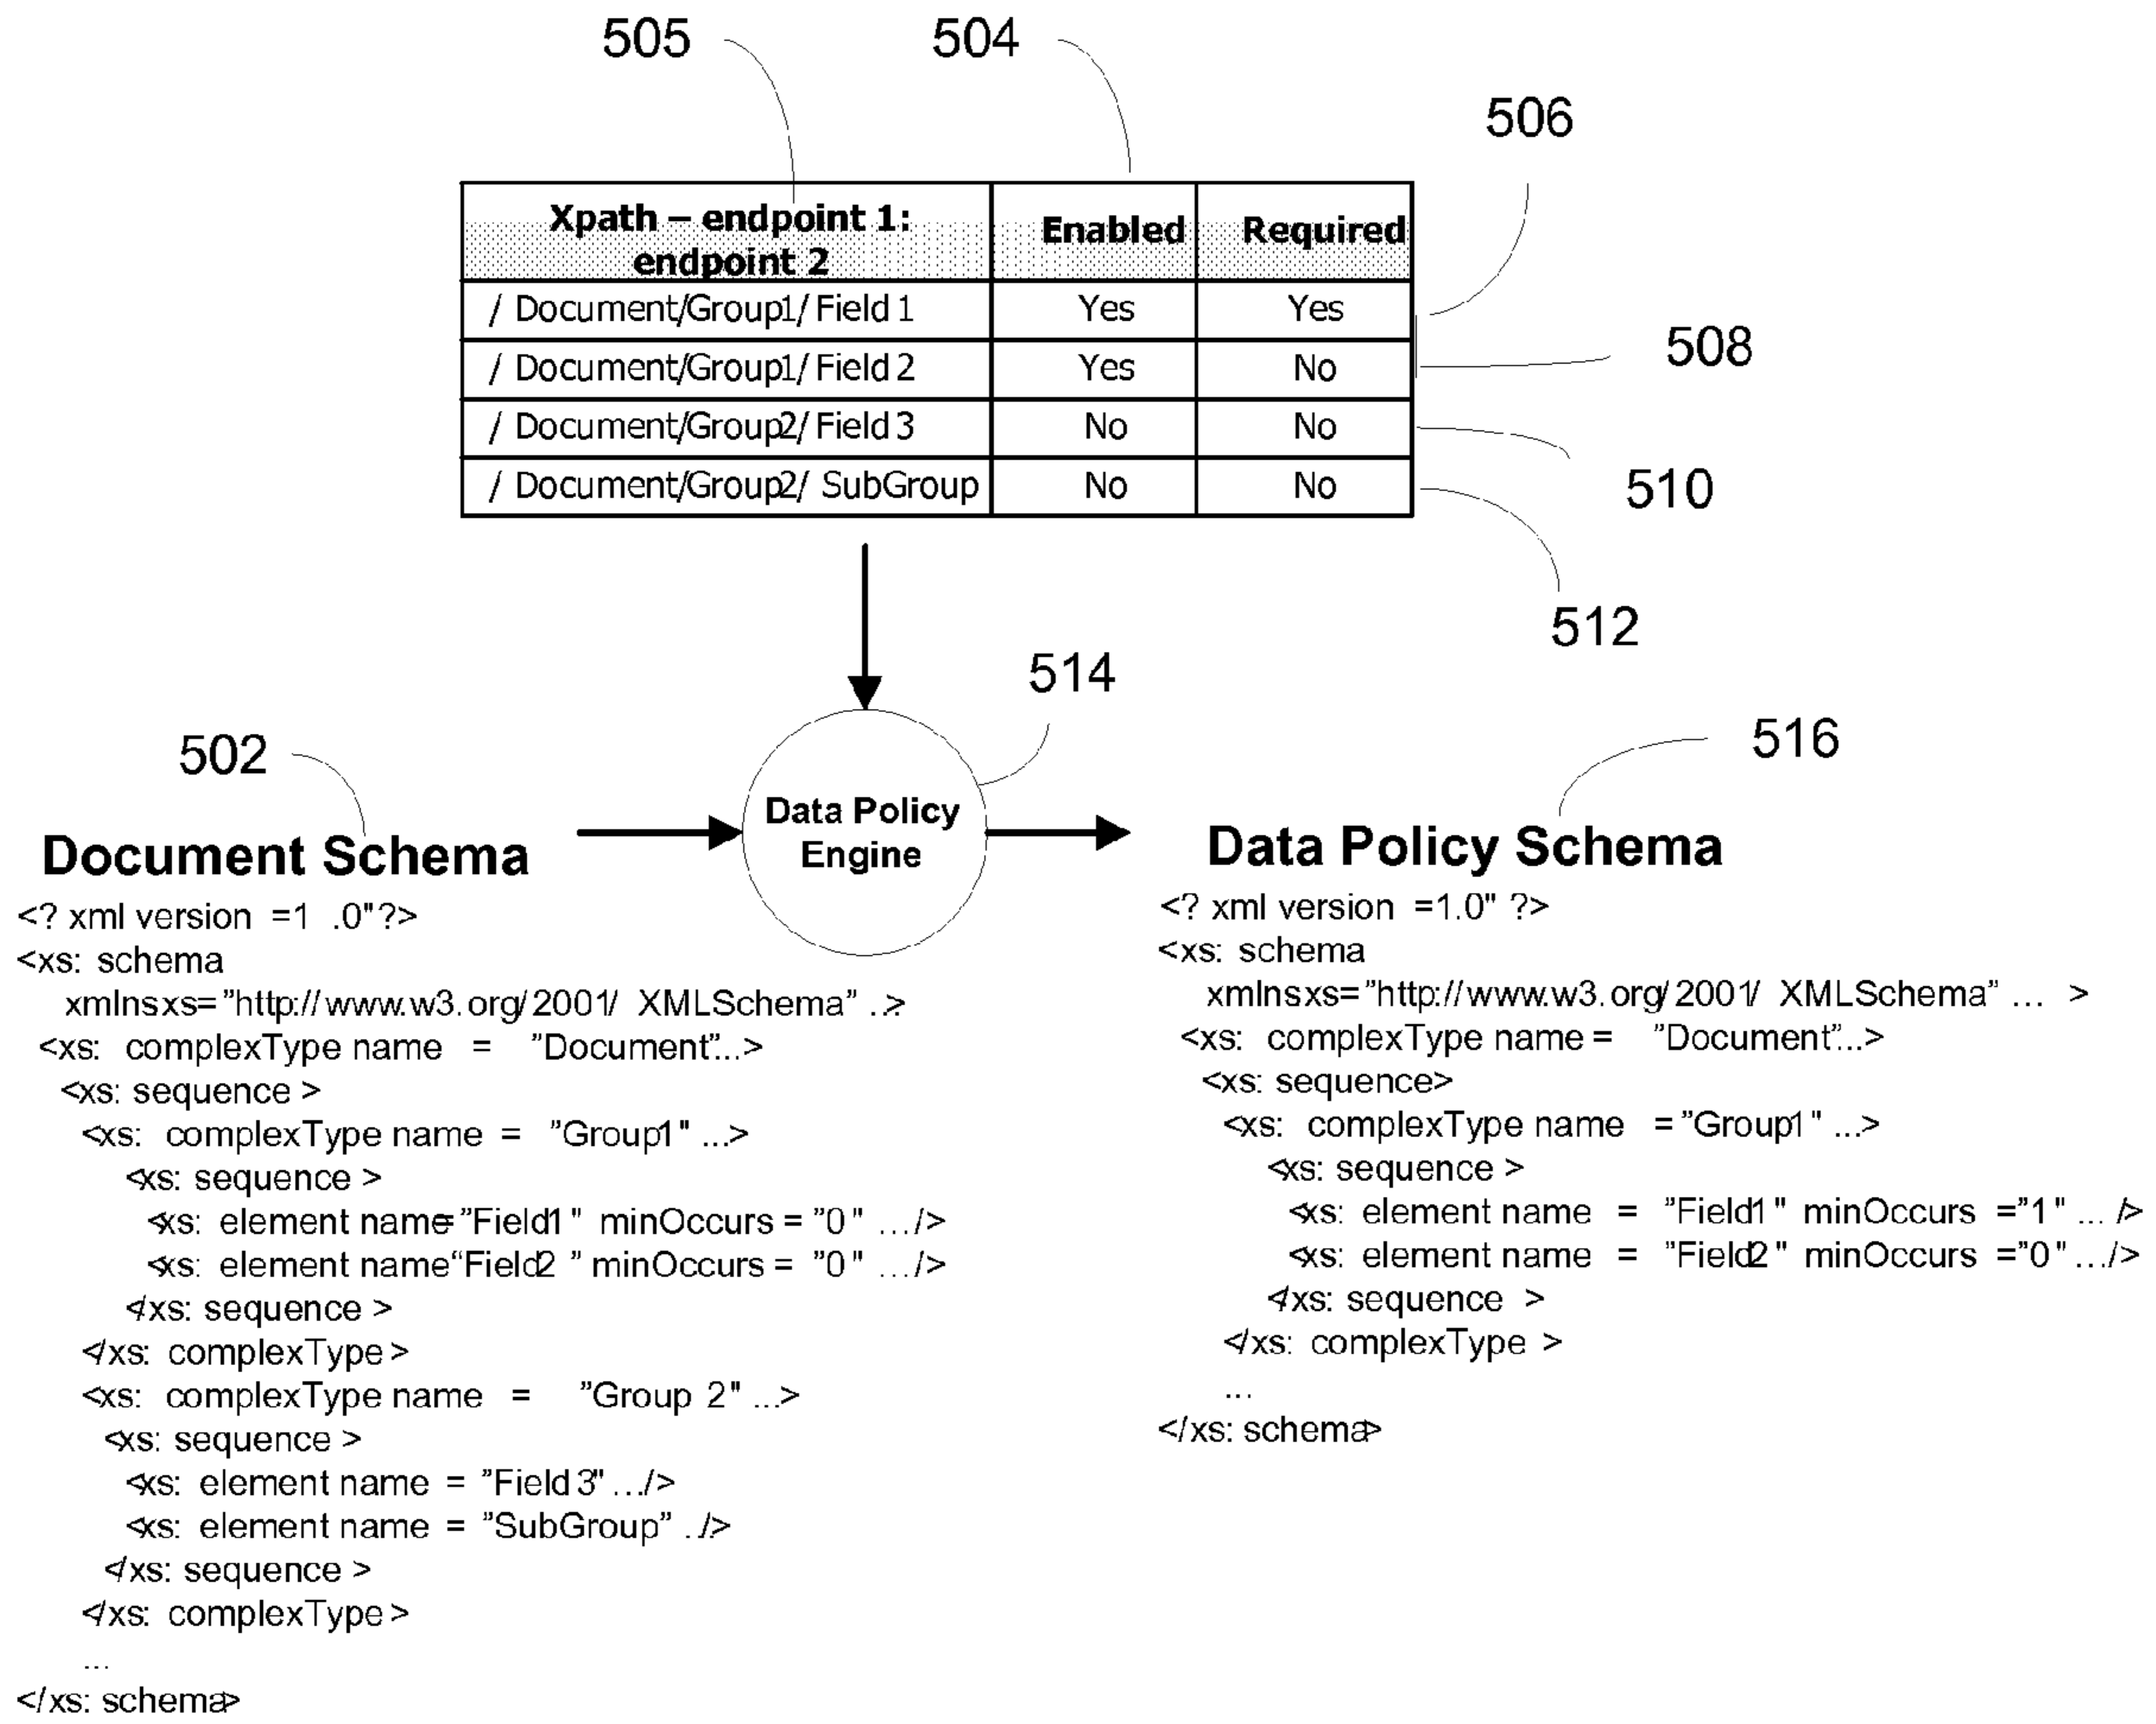 505
504
506
Xpath – endpoint 1:
endpoint 2
Enabled
Required
/ Document/Group1/ Field 1
Yes
Yes
/ Document/Group1/ Field 2
Yes
No
508
/ Document/Group2/ Field 3
No
No
510
/ Document/Group2/ SubGroup
No
No
512
514
502
516
Data Policy
Engine
Document Schema
<? xml version =1 .0"?>
<xs: schema
xmlnsxs= ”http://www.w3.org/2001/ XMLSchema” ..>
<xs: complexType name = ”Document”...>
<xs: sequence >
<xs: complexType name = ”Group1" ...>
<xs: sequence >
<xs: element name= ”Field1" minOccurs = ”0" .../>
<xs: element name“Field2 ” minOccurs = ”0" .../>
</xs: sequence >
</xs: complexType >
<xs: complexType name = ”Group 2" ...>
<xs: sequence >
<xs: element name = ”Field 3" .../>
<xs: element name = ”SubGroup” ../>
</xs: sequence >
</xs: complexType >
...
</xs: schema>
Data Policy Schema
<? xml version =1.0" ?>
<xs: schema
xmlnsxs= ”http://www.w3.org/2001/ XMLSchema” ... >
<xs: complexType name = ”Document”...>
<xs: sequence>
<xs: complexType name = ”Group1" ...>
<xs: sequence >
<xs: element name = ”Field1" minOccurs =”1" ... />
<xs: element name = ”Field2" minOccurs =”0" .../>
</xs: sequence >
</xs: complexType >
...
</xs: schema>